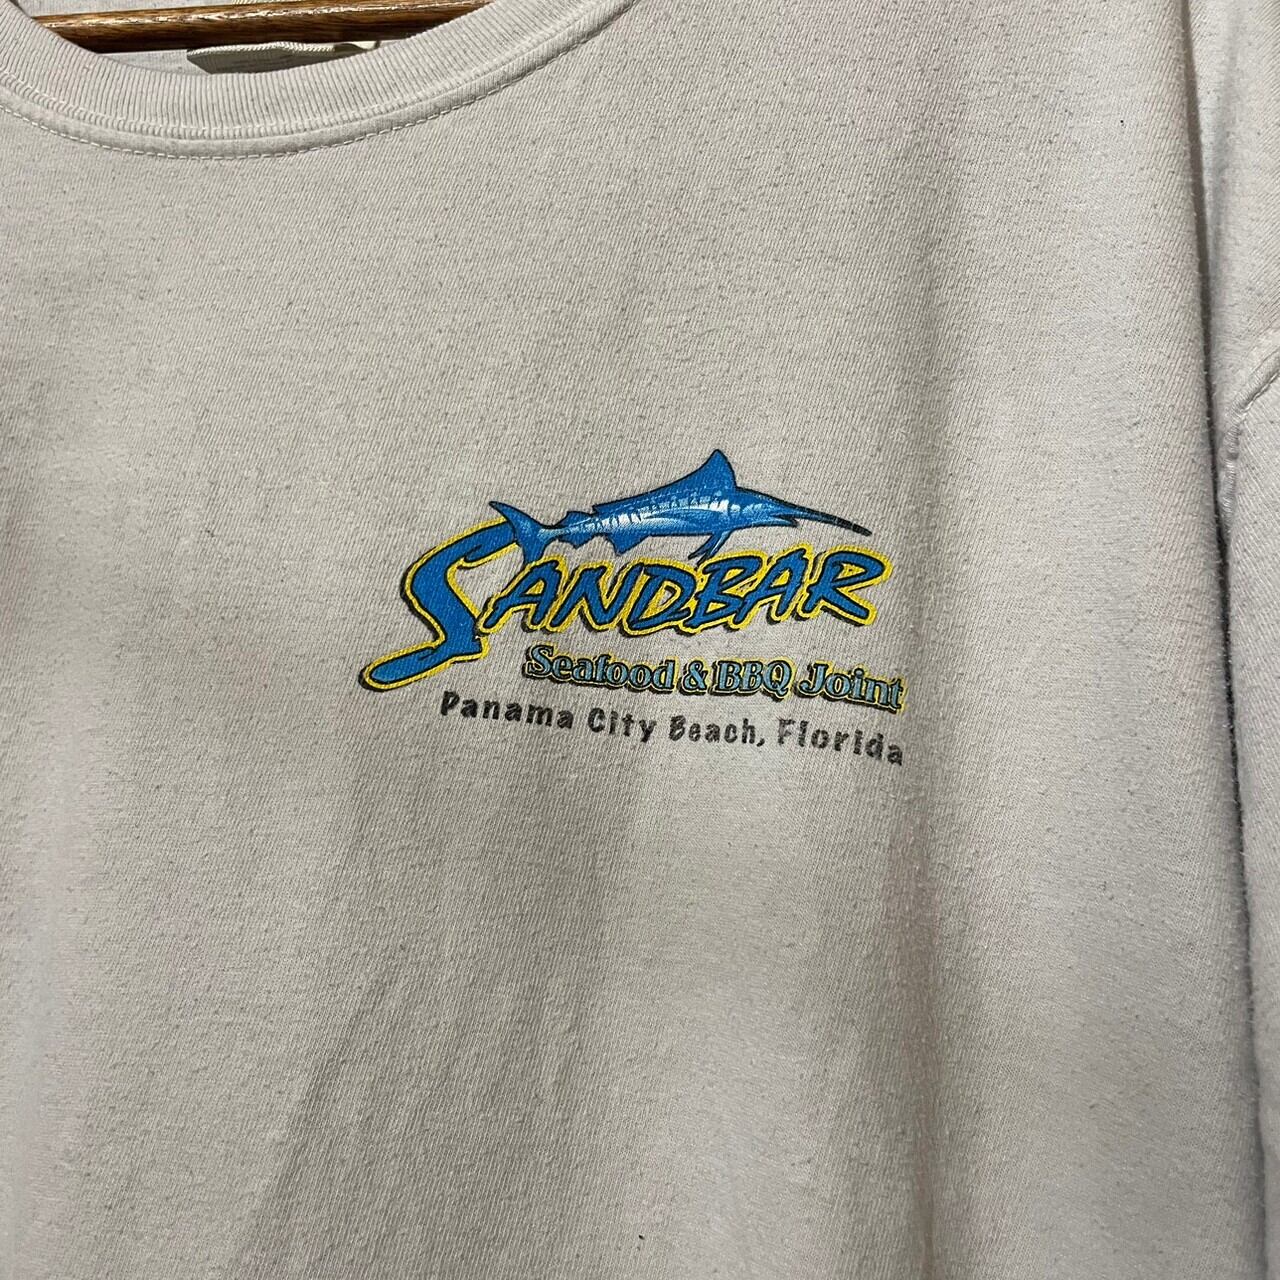 SANDBAR
Seafood & BBQ Joint
Panama City Beach, Florida